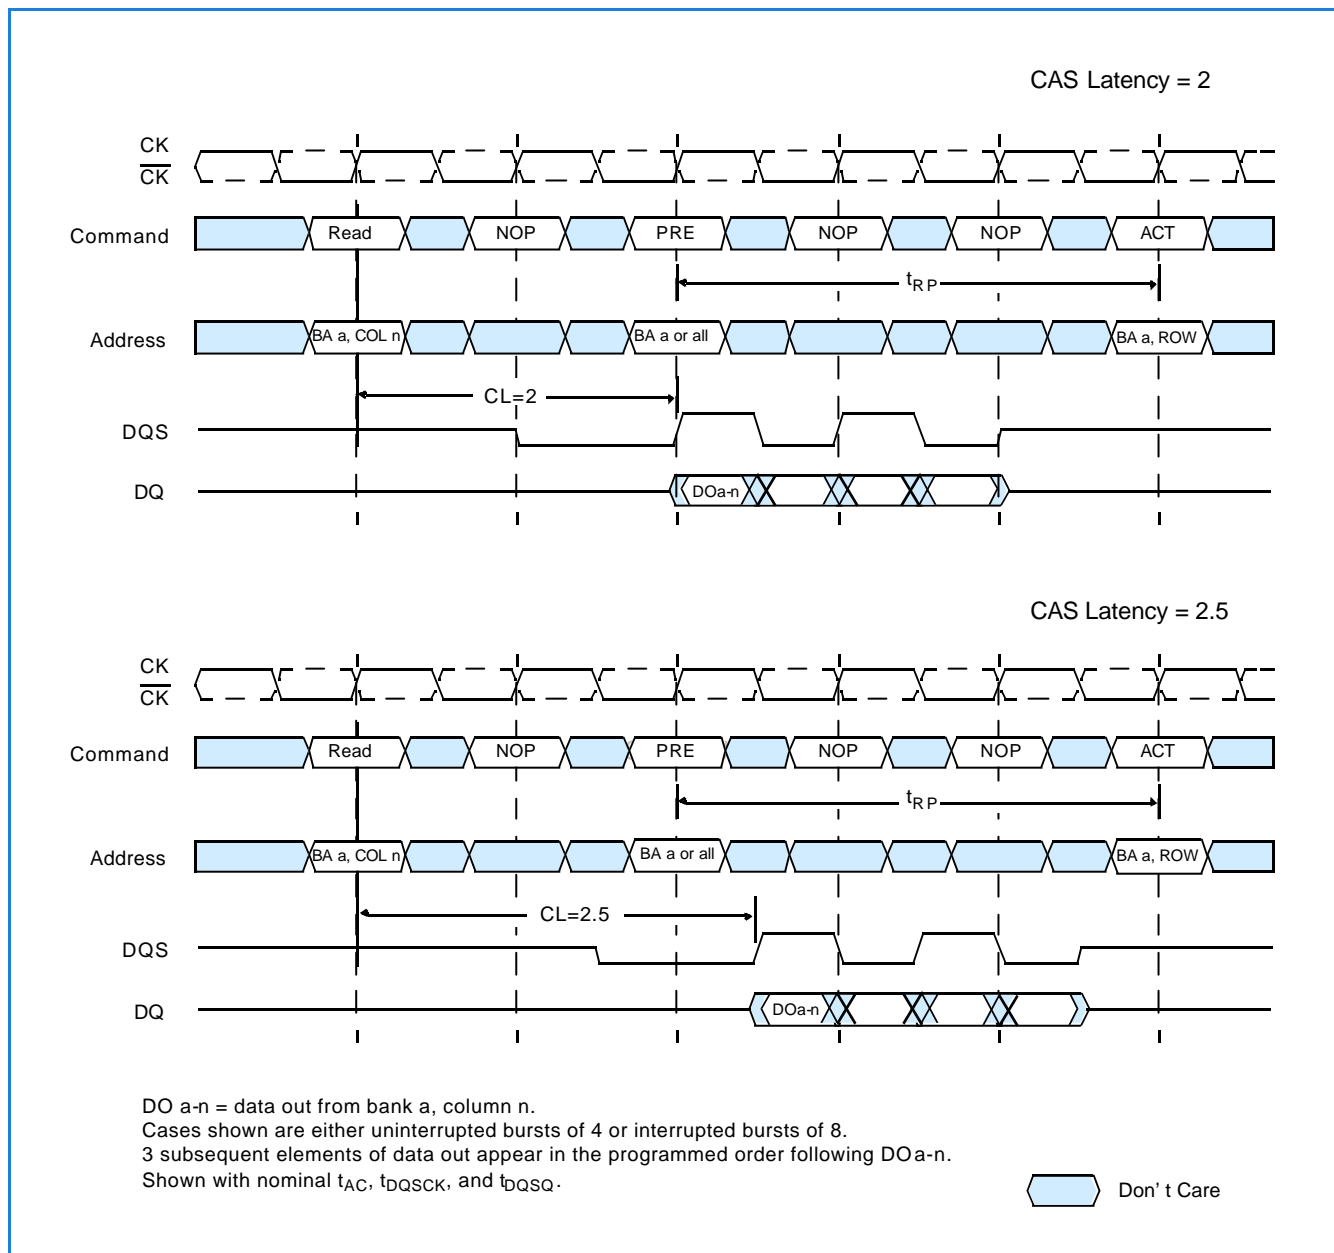 CAS Latency = 2
CK
CK
Command
Read
NOP
PRE
NOP
NOP
ACT
tRP
Address
BA a, COL n
BA a or all
BA a, ROW
CL=2
DQS
DQ
DOa-n
CAS Latency = 2.5
CK
CK
Command
Read
NOP
PRE
NOP
NOP
ACT
tRP
Address
BA a, COL n
BA a or all
BA a, ROW
CL=2.5
DQS
DQ
DOa-n
DO a-n = data out from bank a, column n.
Cases shown are either uninterrupted bursts of 4 or interrupted bursts of 8.
3 subsequent elements of data out appear in the programmed order following DOa-n.
Shown with nominal tAC, tDQSCK, and tDQSQ.
Don' t Care